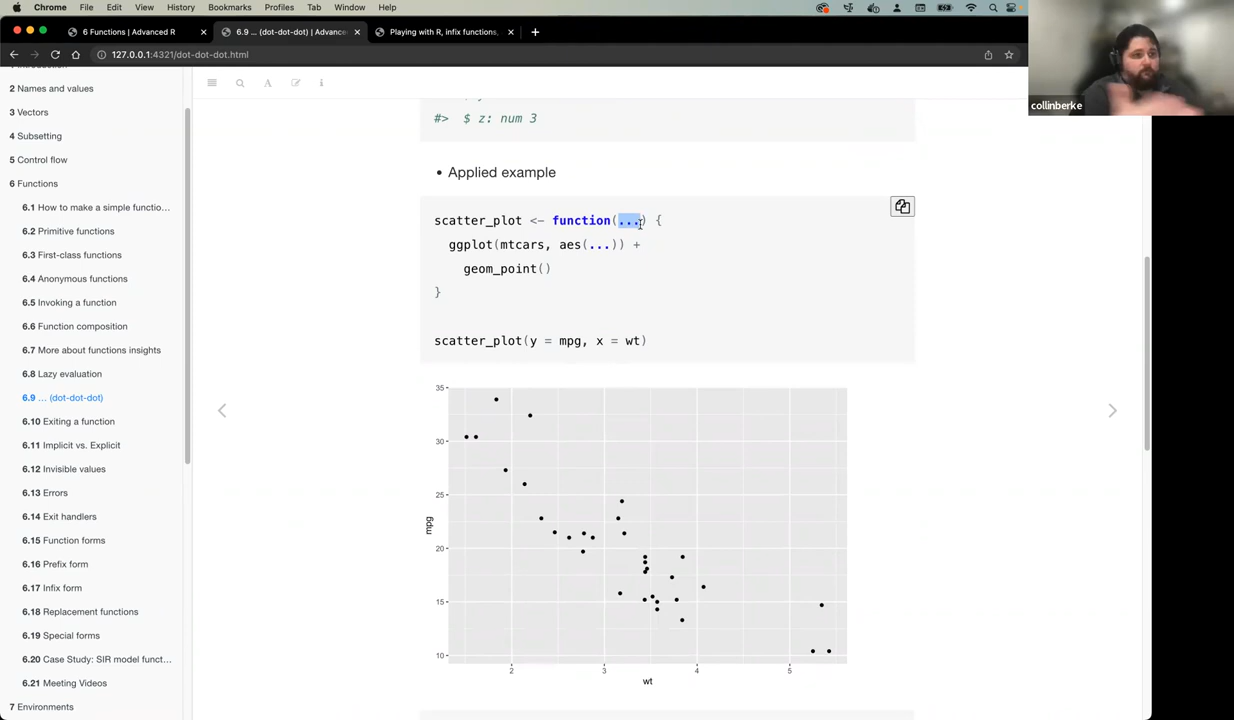 Chrome File Edit View History Bookmarks Profiles Tab Window Help
6 Functions | Advanced R
6.9 ... (dot-dot-dot) | Advance
Playing with R, infix functions,
127.0.0.1:4321/dot-dot-dot.html
collinberke
2 Names and values
3 Vectors
4 Subsetting
5 Control flow
6 Functions
6.1 How to make a simple functio...
6.2 Primitive functions
6.3 First-class functions
6.4 Anonymous functions
6.5 Invoking a function
6.6 Function composition
6.7 More about functions insights
6.8 Lazy evaluation
6.9 ... (dot-dot-dot)
6.10 Exiting a function
6.11 Implicit vs. Explicit
6.12 Invisible values
6.13 Errors
6.14 Exit handlers
6.15 Function forms
6.16 Prefix form
6.17 Infix form
6.18 Replacement functions
6.19 Special forms
6.20 Case Study: SIR model funct...
6.21 Meeting Videos
7 Environments
#> $ z: num 3
• Applied example
scatter_plot <- function(...) {
ggplot(mtcars, aes(...)) +
geom_point()
}
scatter_plot(y = mpg, x = wt)
35
30
25
20
15
10
mpg
2 3 4 5
wt